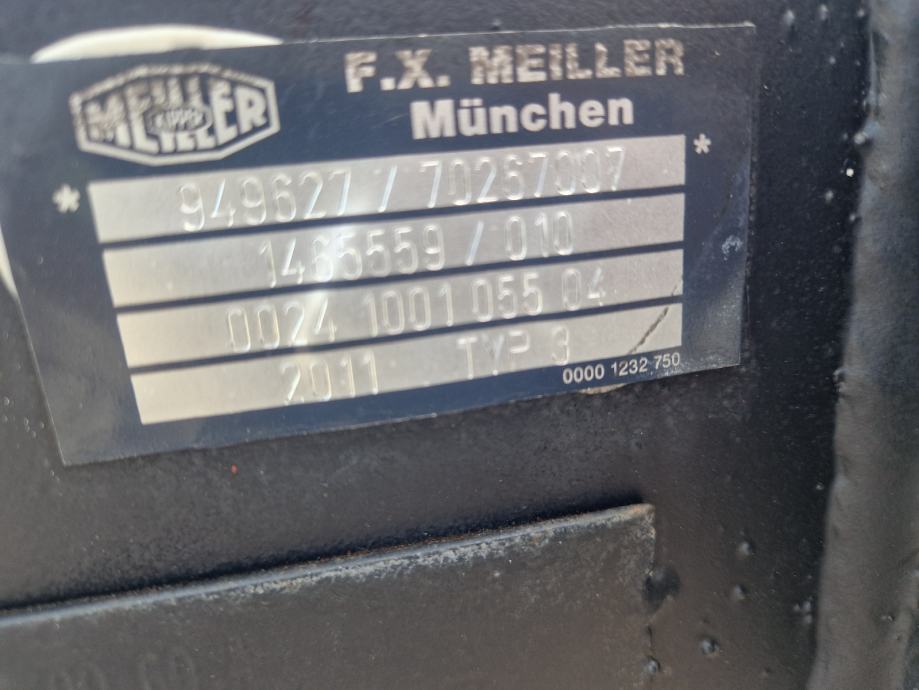 MEILLER
KIPPER
F.X. MEILLER
München
* *
949627 / 70267007
1465559 / 010
0024 1001 055 04
2011 TYP 3
0000 1232 750